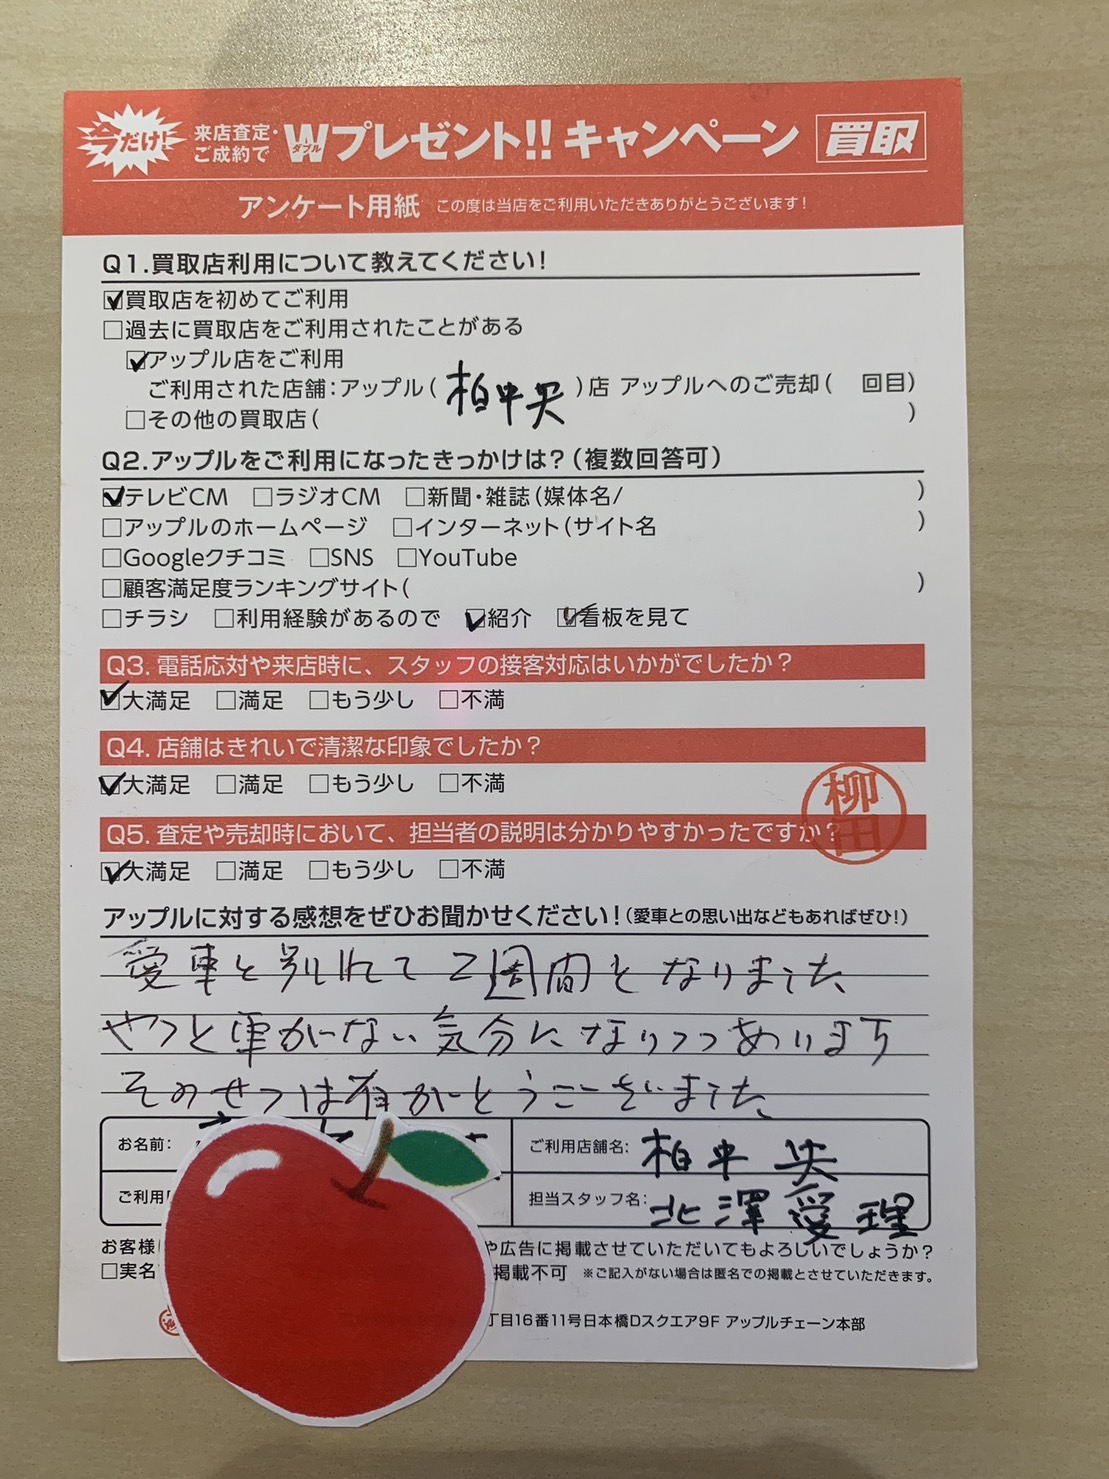 今だけ! 来店査定・ご成約で Wダブルプレゼント!! キャンペーン 買取
アンケート用紙 この度は当店をご利用いただきありがとうございます!
Q1.買取店利用について教えてください!
☑買取店を初めてご利用
□過去に買取店をご利用されたことがある
☑アップル店をご利用
ご利用された店舗:アップル(柏中央)店 アップルへのご売却( 回目)
□その他の買取店( )
Q2.アップルをご利用になったきっかけは?(複数回答可)
☑テレビCM □ラジオCM □新聞・雑誌(媒体名/ )
□アップルのホームページ □インターネット(サイト名 )
□Googleクチコミ □SNS □YouTube
□顧客満足度ランキングサイト( )
□チラシ □利用経験があるので ☑紹介 ☑看板を見て
Q3. 電話応対や来店時に、スタッフの接客対応はいかがでしたか?
☑大満足 □満足 □もう少し □不満
Q4. 店舗はきれいで清潔な印象でしたか?
☑大満足 □満足 □もう少し □不満
柳田
Q5. 査定や売却時において、担当者の説明は分かりやすかったですか?
☑大満足 □満足 □もう少し □不満
アップルに対する感想をぜひお聞かせください!(愛車との思い出などもあればぜひ!)
愛車と別れて2週間となりました
やっと車がない気分になりつつあります
そのせつは有がとうございました
お名前: ご利用店舗名: 柏中央
ご利用 担当スタッフ名: 北澤愛理
お客様 や広告に掲載させていただいてもよろしいでしょうか?
□実名 掲載不可 ※ご記入がない場合は匿名での掲載とさせていただきます。
丁目16番11号日本橋Dスクエア9F アップルチェーン本部